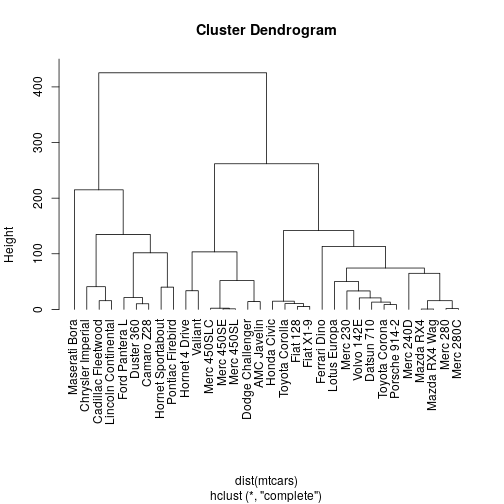 Cluster Dendrogram
Height
0
100
200
300
400
Maserati Bora
Chrysler Imperial
Cadillac Fleetwood
Lincoln Continental
Ford Pantera L
Duster 360
Camaro Z28
Hornet Sportabout
Pontiac Firebird
Hornet 4 Drive
Valiant
Merc 450SLC
Merc 450SE
Merc 450SL
Dodge Challenger
AMC Javelin
Honda Civic
Toyota Corolla
Fiat 128
Fiat X1-9
Ferrari Dino
Lotus Europa
Merc 230
Volvo 142E
Datsun 710
Toyota Corona
Porsche 914-2
Merc 240D
Mazda RX4
Mazda RX4 Wag
Merc 280
Merc 280C
dist(mtcars)
hclust (*, "complete")